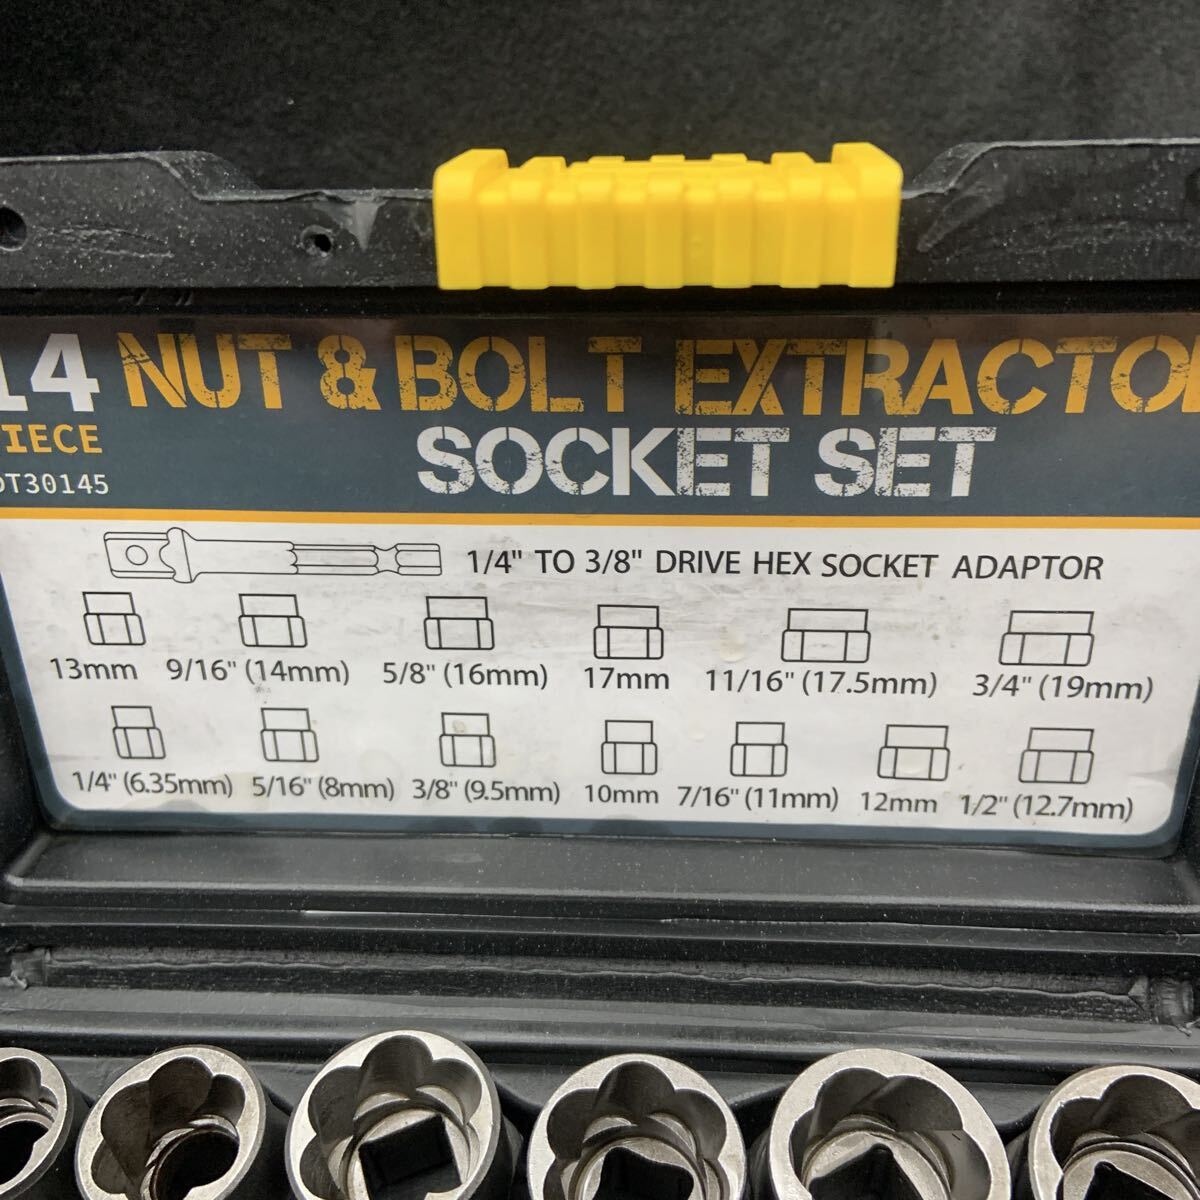 14 NUT & BOLT EXTRACTO
IECE SOCKET SET
DT30145
1/4" TO 3/8" DRIVE HEX SOCKET ADAPTOR
13mm 9/16" (14mm) 5/8" (16mm) 17mm 11/16" (17.5mm) 3/4" (19mm)
1/4" (6.35mm) 5/16" (8mm) 3/8" (9.5mm) 10mm 7/16" (11mm) 12mm 1/2" (12.7mm)